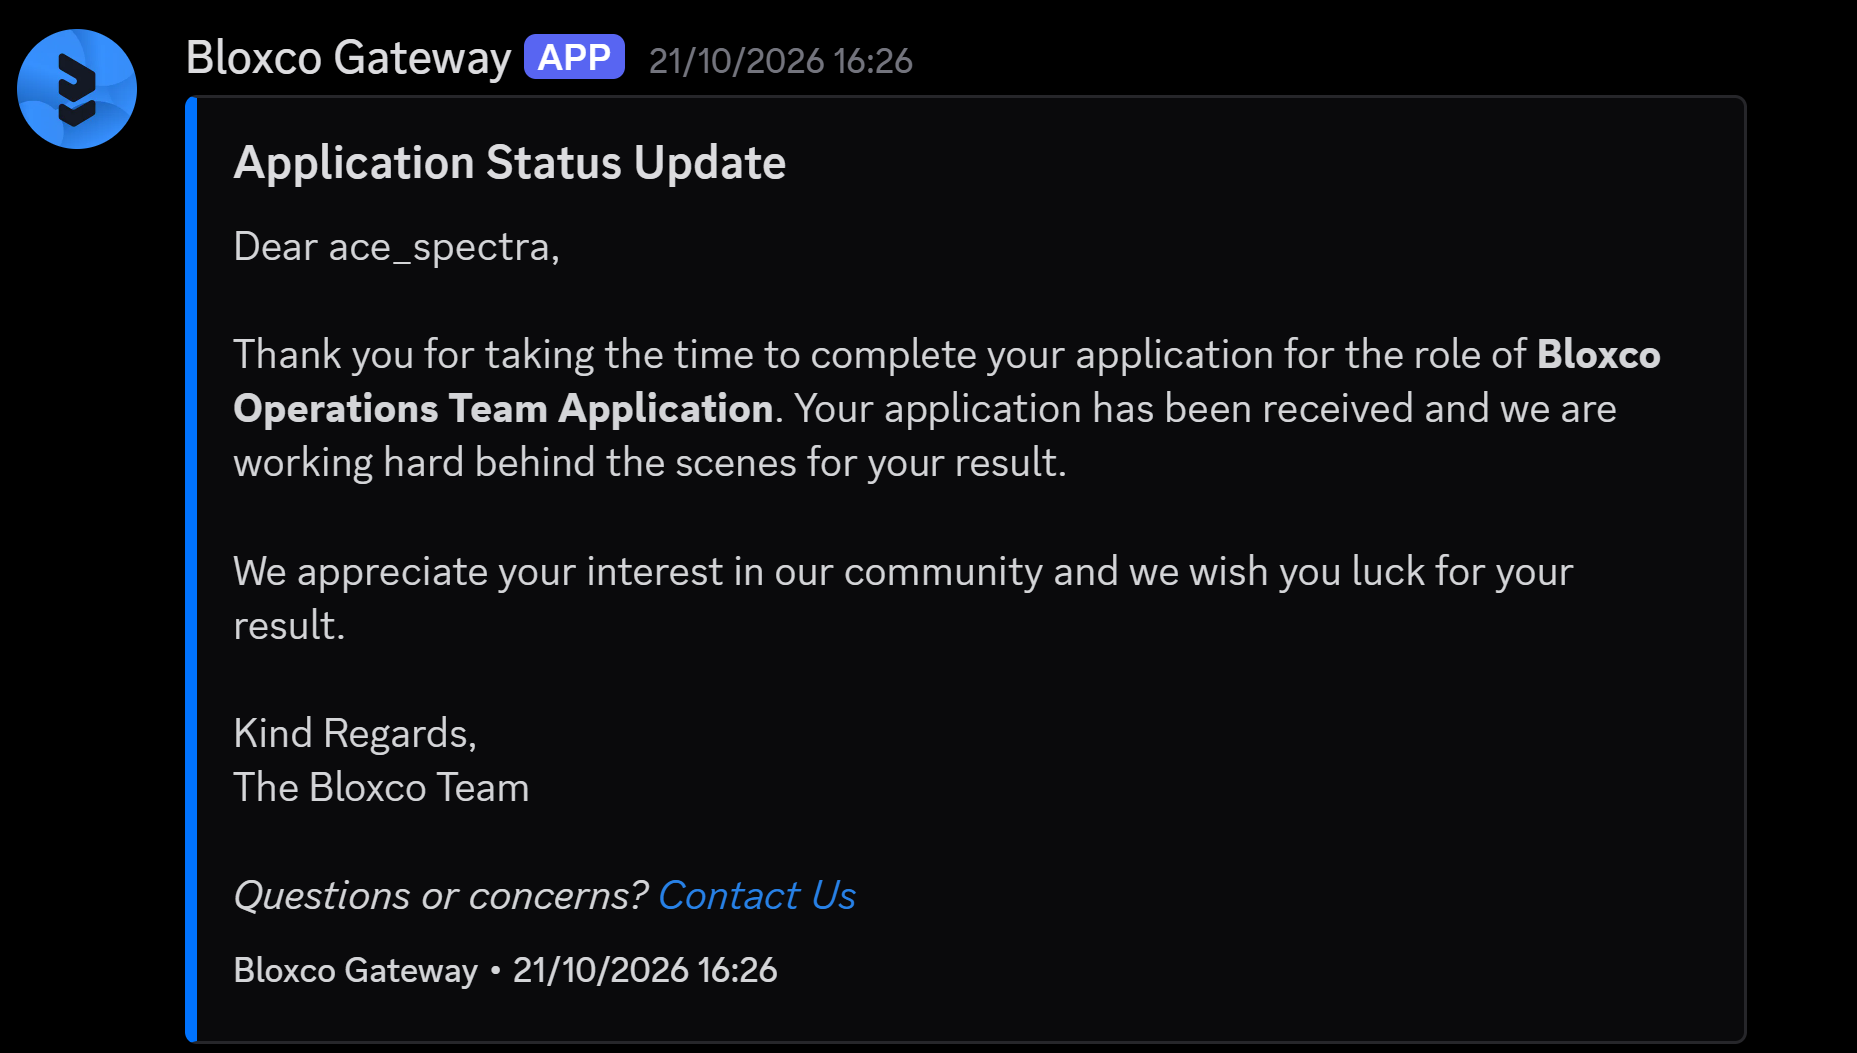 Bloxco Gateway APP 21/10/2026 16:26
Application Status Update
Dear ace_spectra,
Thank you for taking the time to complete your application for the role of Bloxco
Operations Team Application. Your application has been received and we are
working hard behind the scenes for your result.
We appreciate your interest in our community and we wish you luck for your
result.
Kind Regards,
The Bloxco Team
Questions or concerns? Contact Us
Bloxco Gateway • 21/10/2026 16:26